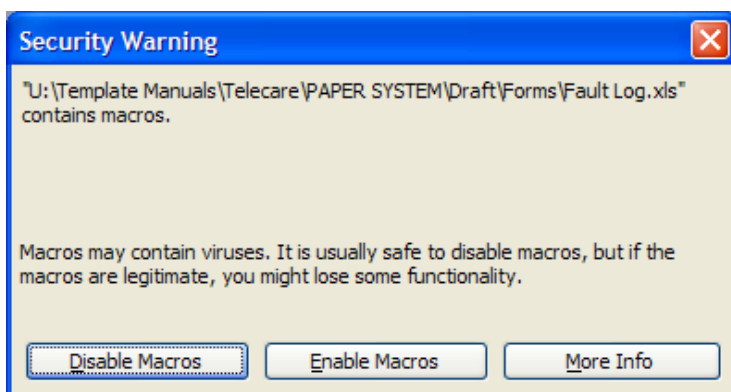 Security Warning
"U:\Template Manuals\Telecare\PAPER SYSTEM\Draft\Forms\Fault Log.xls"
contains macros.
Macros may contain viruses. It is usually safe to disable macros, but if the
macros are legitimate, you might lose some functionality.
Disable Macros
Enable Macros
More Info